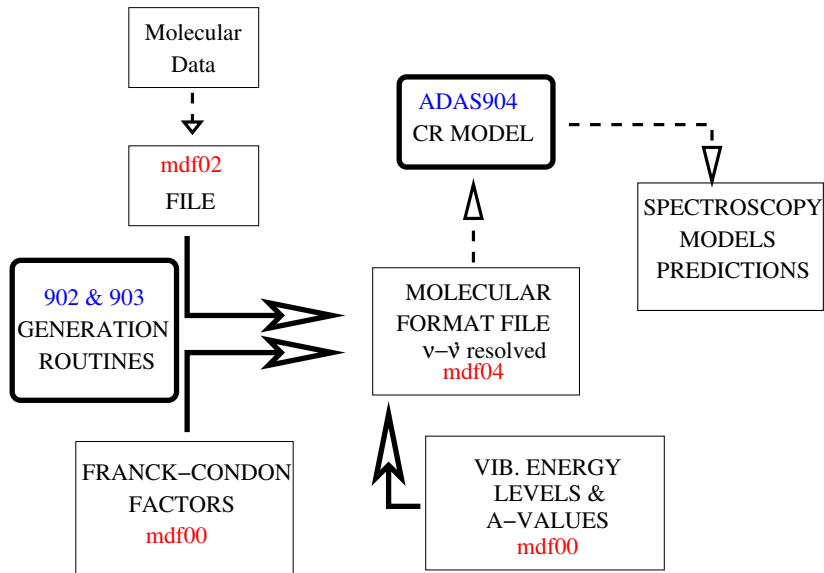 Molecular
Data
mdf02
FILE
ADAS904
CR MODEL
SPECTROSCOPY
MODELS
PREDICTIONS
902 & 903
GENERATION
ROUTINES
MOLECULAR
FORMAT FILE
ν−ν̀ resolved
mdf04
FRANCK−CONDON
FACTORS
mdf00
VIB. ENERGY
LEVELS &
A−VALUES
mdf00